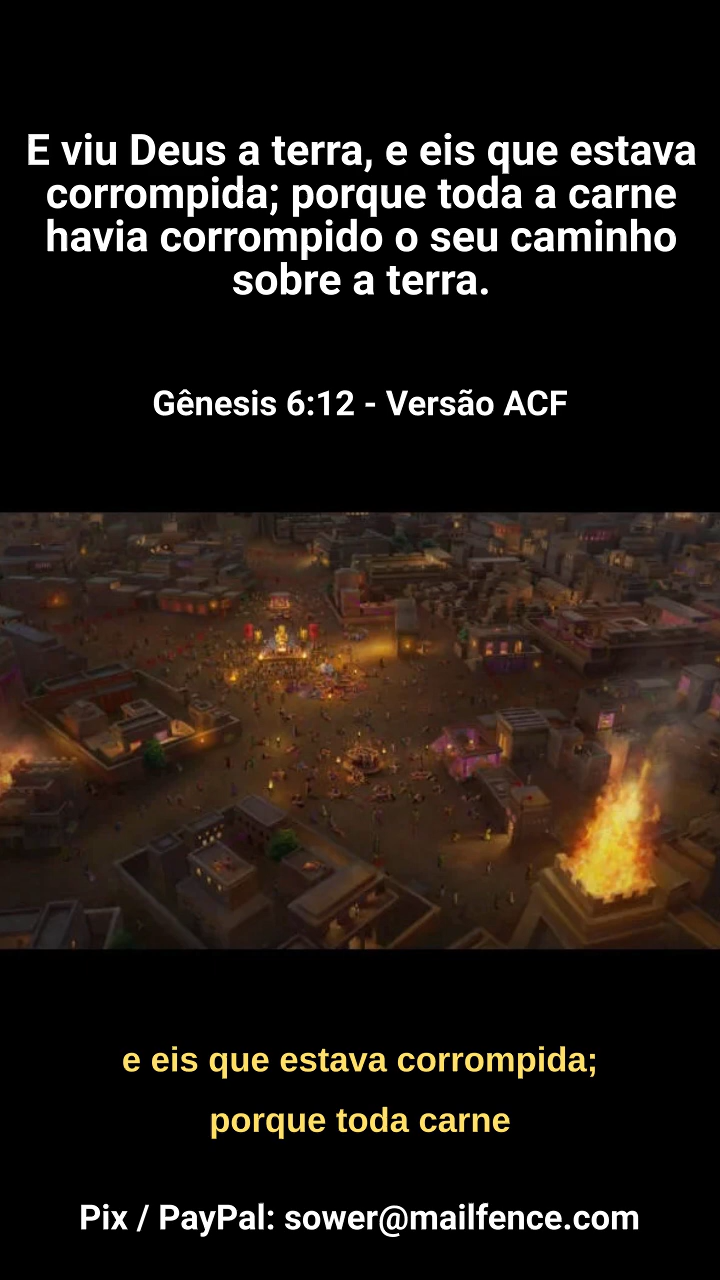 E viu Deus a terra, e eis que estava
corrompida; porque toda a carne
havia corrompido o seu caminho
sobre a terra.
Gênesis 6:12 - Versão ACF
e eis que estava corrompida;
porque toda carne
Pix / PayPal: sower@mailfence.com